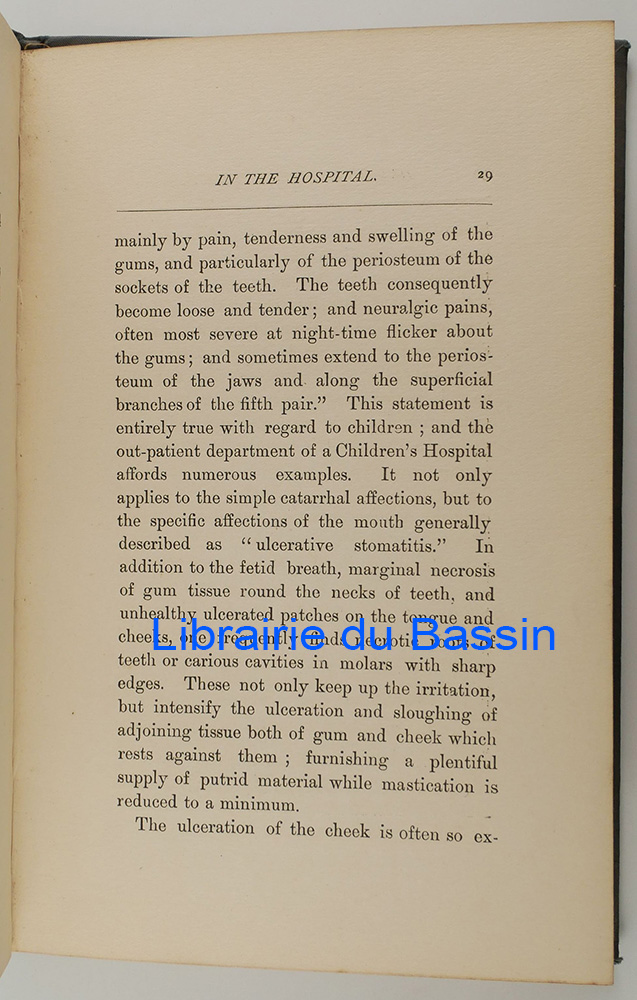 IN THE HOSPITAL. 29
mainly by pain, tenderness and swelling of the
gums, and particularly of the periosteum of the
sockets of the teeth. The teeth consequently
become loose and tender; and neuralgic pains,
often most severe at night-time flicker about
the gums; and sometimes extend to the perios-
teum of the jaws and along the superficial
branches of the fifth pair.” This statement is
entirely true with regard to children ; and the
out-patient department of a Children’s Hospital
affords numerous examples. It not only
applies to the simple catarrhal affections, but to
the specific affections of the mouth generally
described as “ulcerative stomatitis.” In
addition to the fetid breath, marginal necrosis
of gum tissue round the necks of teeth, and
unhealthy ulcerated patches on the tongue and
cheeks, one frequently finds necrotic roots of
Librairie du Bassin
teeth or carious cavities in molars with sharp
edges. These not only keep up the irritation,
but intensify the ulceration and sloughing of
adjoining tissue both of gum and cheek which
rests against them ; furnishing a plentiful
supply of putrid material while mastication is
reduced to a minimum.
The ulceration of the cheek is often so ex-